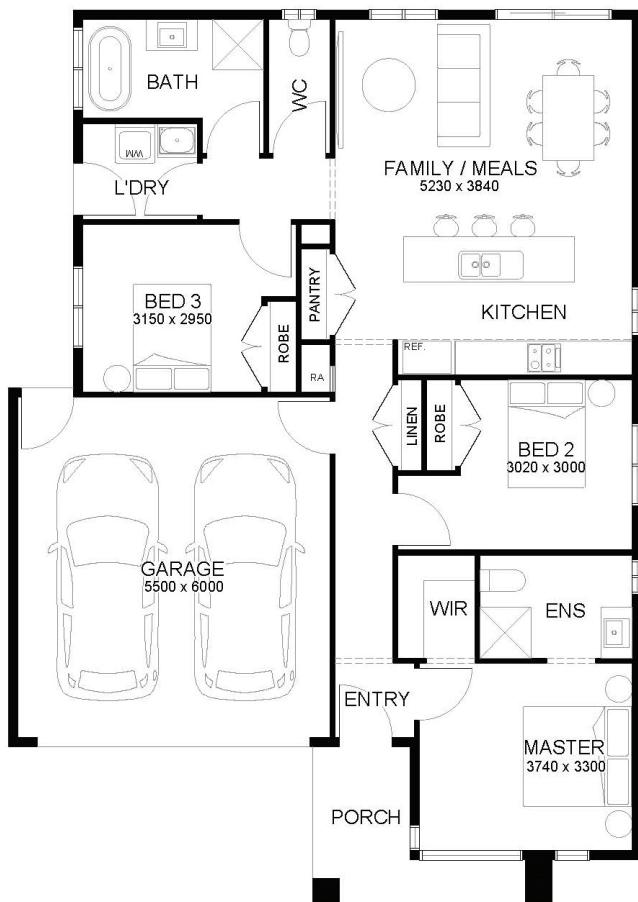 BATH
WC
WM
L'DRY
FAMILY / MEALS
5230 x 3840
BED 3
3150 x 2950
ROBE
PANTRY
KITCHEN
REF.
RA
LINEN
ROBE
BED 2
3020 x 3000
GARAGE
5500 x 6000
WIR
ENS
ENTRY
MASTER
3740 x 3300
PORCH